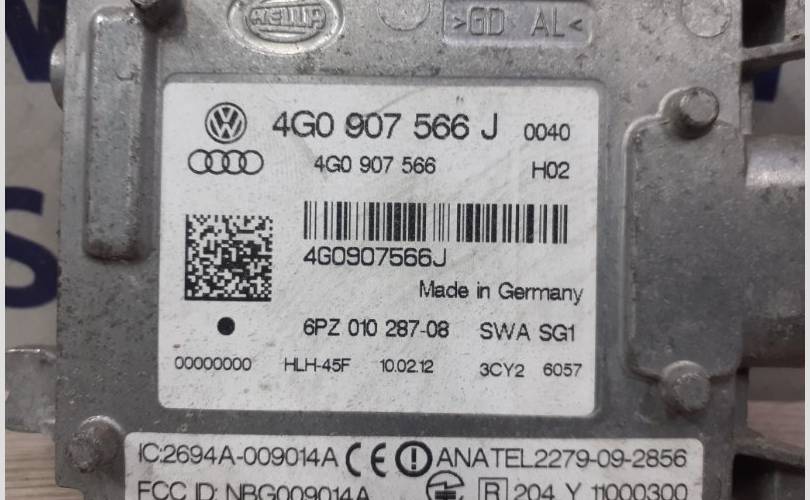 HELLA
>GD AL<
4G0 907 566 J 0040
4G0 907 566 H02
4G0907566J
Made in Germany
6PZ 010 287-08 SWA SG1
00000000 HLH-45F 10.02.12 3CY2 6057
IC:2694A-009014A CE ANATEL2279-09-2856
FCC ID: NBG009014A R 204 Y 11000300